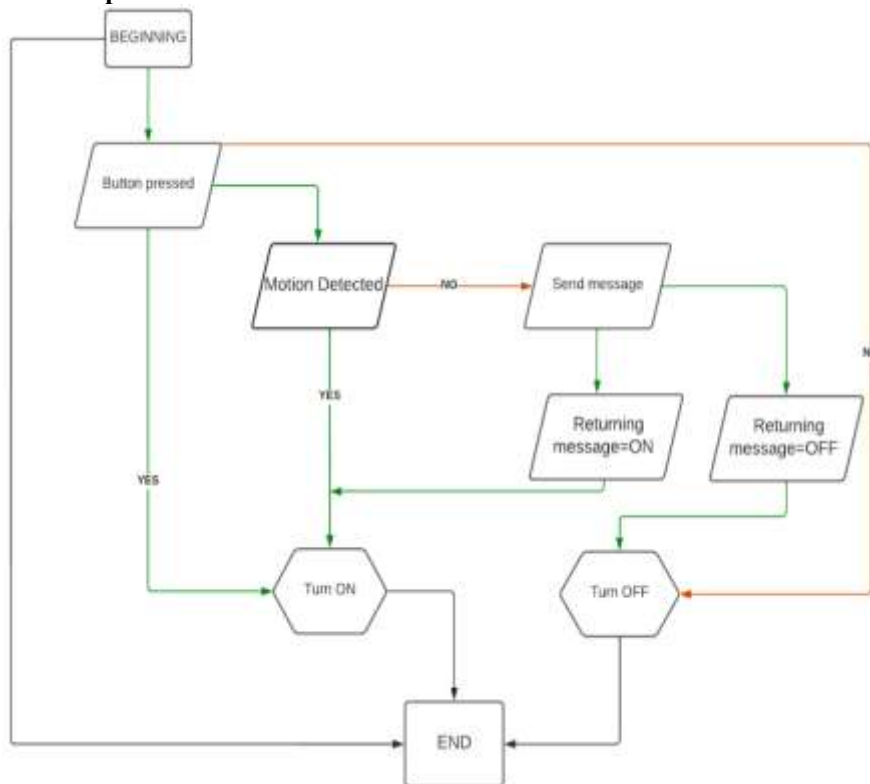 BEGINNING
Button pressed
Motion Detected
NO
Send message
YES
Returning
message=ON
Returning
message=OFF
YES
Turn ON
Turn OFF
END